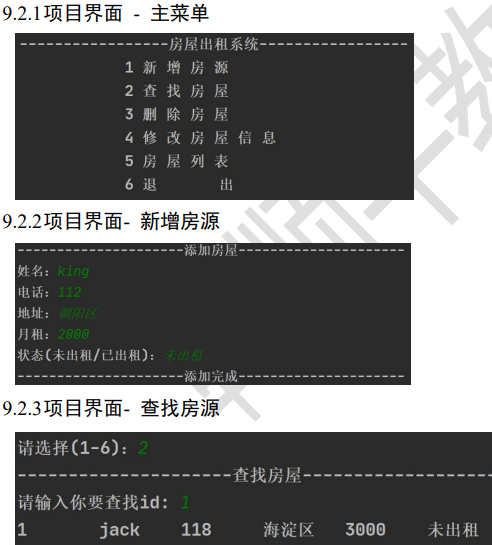 9.2.1项目界面 - 主菜单
-----------------房屋出租系统-----------------
1 新 增 房 源
2 查 找 房 屋
3 删 除 房 屋
4 修 改 房 屋 信 息
5 房 屋 列 表
6 退 出
9.2.2项目界面- 新增房源
-------------------添加房屋-------------------
姓名：king
电话：112
地址：朝阳区
月租：2000
状态(未出租/已出租)：未出租
-------------------添加完成-------------------
9.2.3项目界面- 查找房源
请选择(1-6)：2
---------------------查找房屋-------------------
请输入你要查找id: 1
1 jack 118 海淀区 3000 未出租